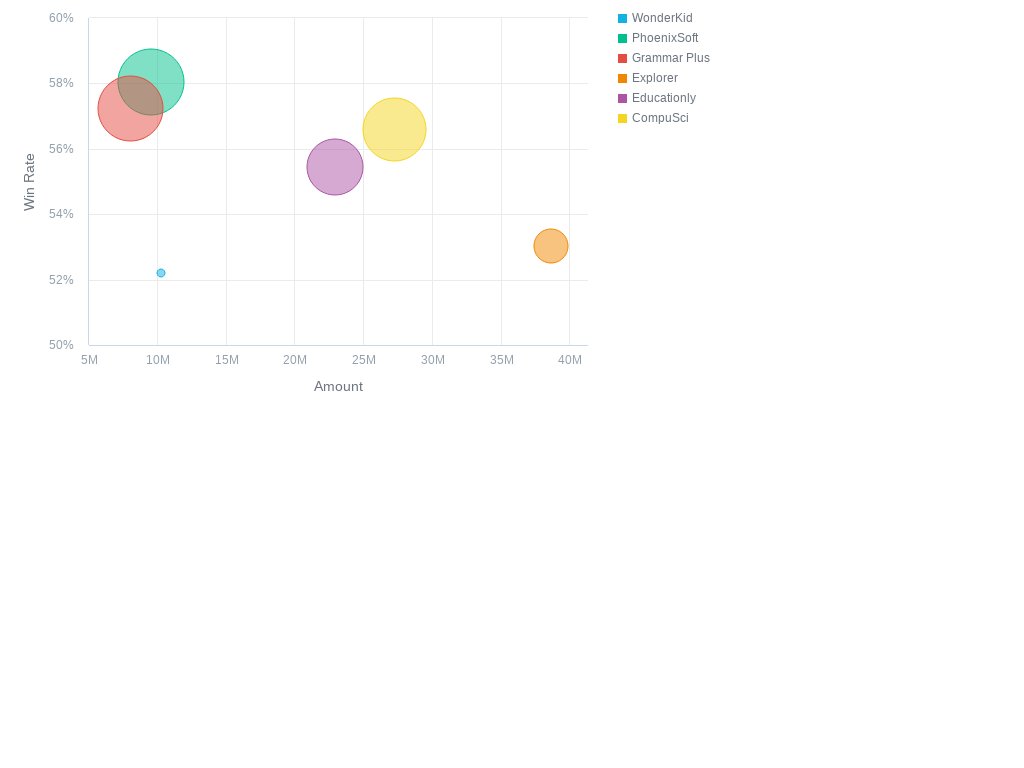 60%
58%
56%
54%
52%
50%
Win Rate
5M 10M 15M 20M 25M 30M 35M 40M
Amount
WonderKid
PhoenixSoft
Grammar Plus
Explorer
Educationly
CompuSci